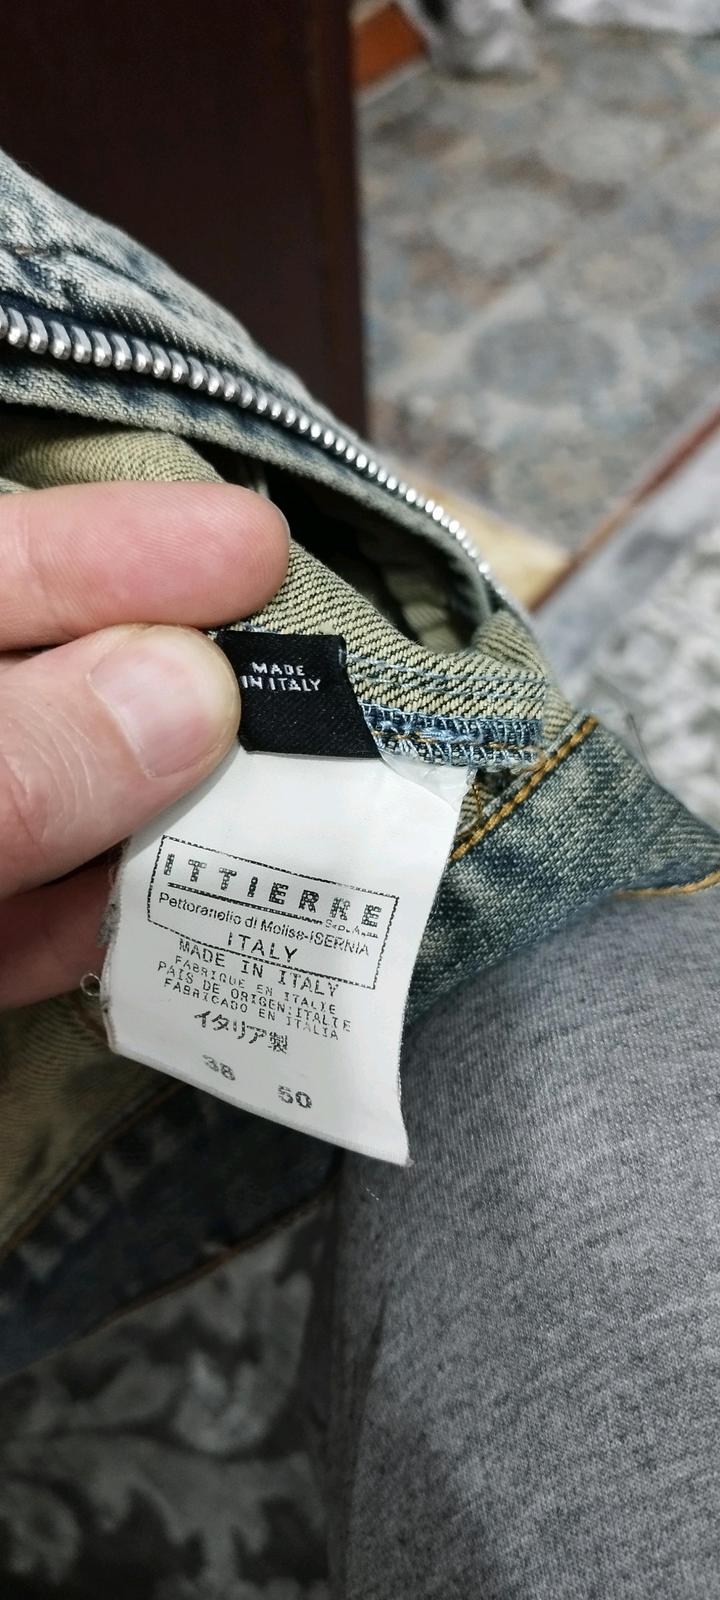 MADE
IN ITALY
ITTIERRE
S.p.A.
Pettoranello di Molise-ISERNIA
ITALY
MADE IN ITALY
FABRIQUE EN ITALIE
PAIS DE ORIGEN:ITALIE
FABRICADO EN ITALIA
イタリア製
38 50